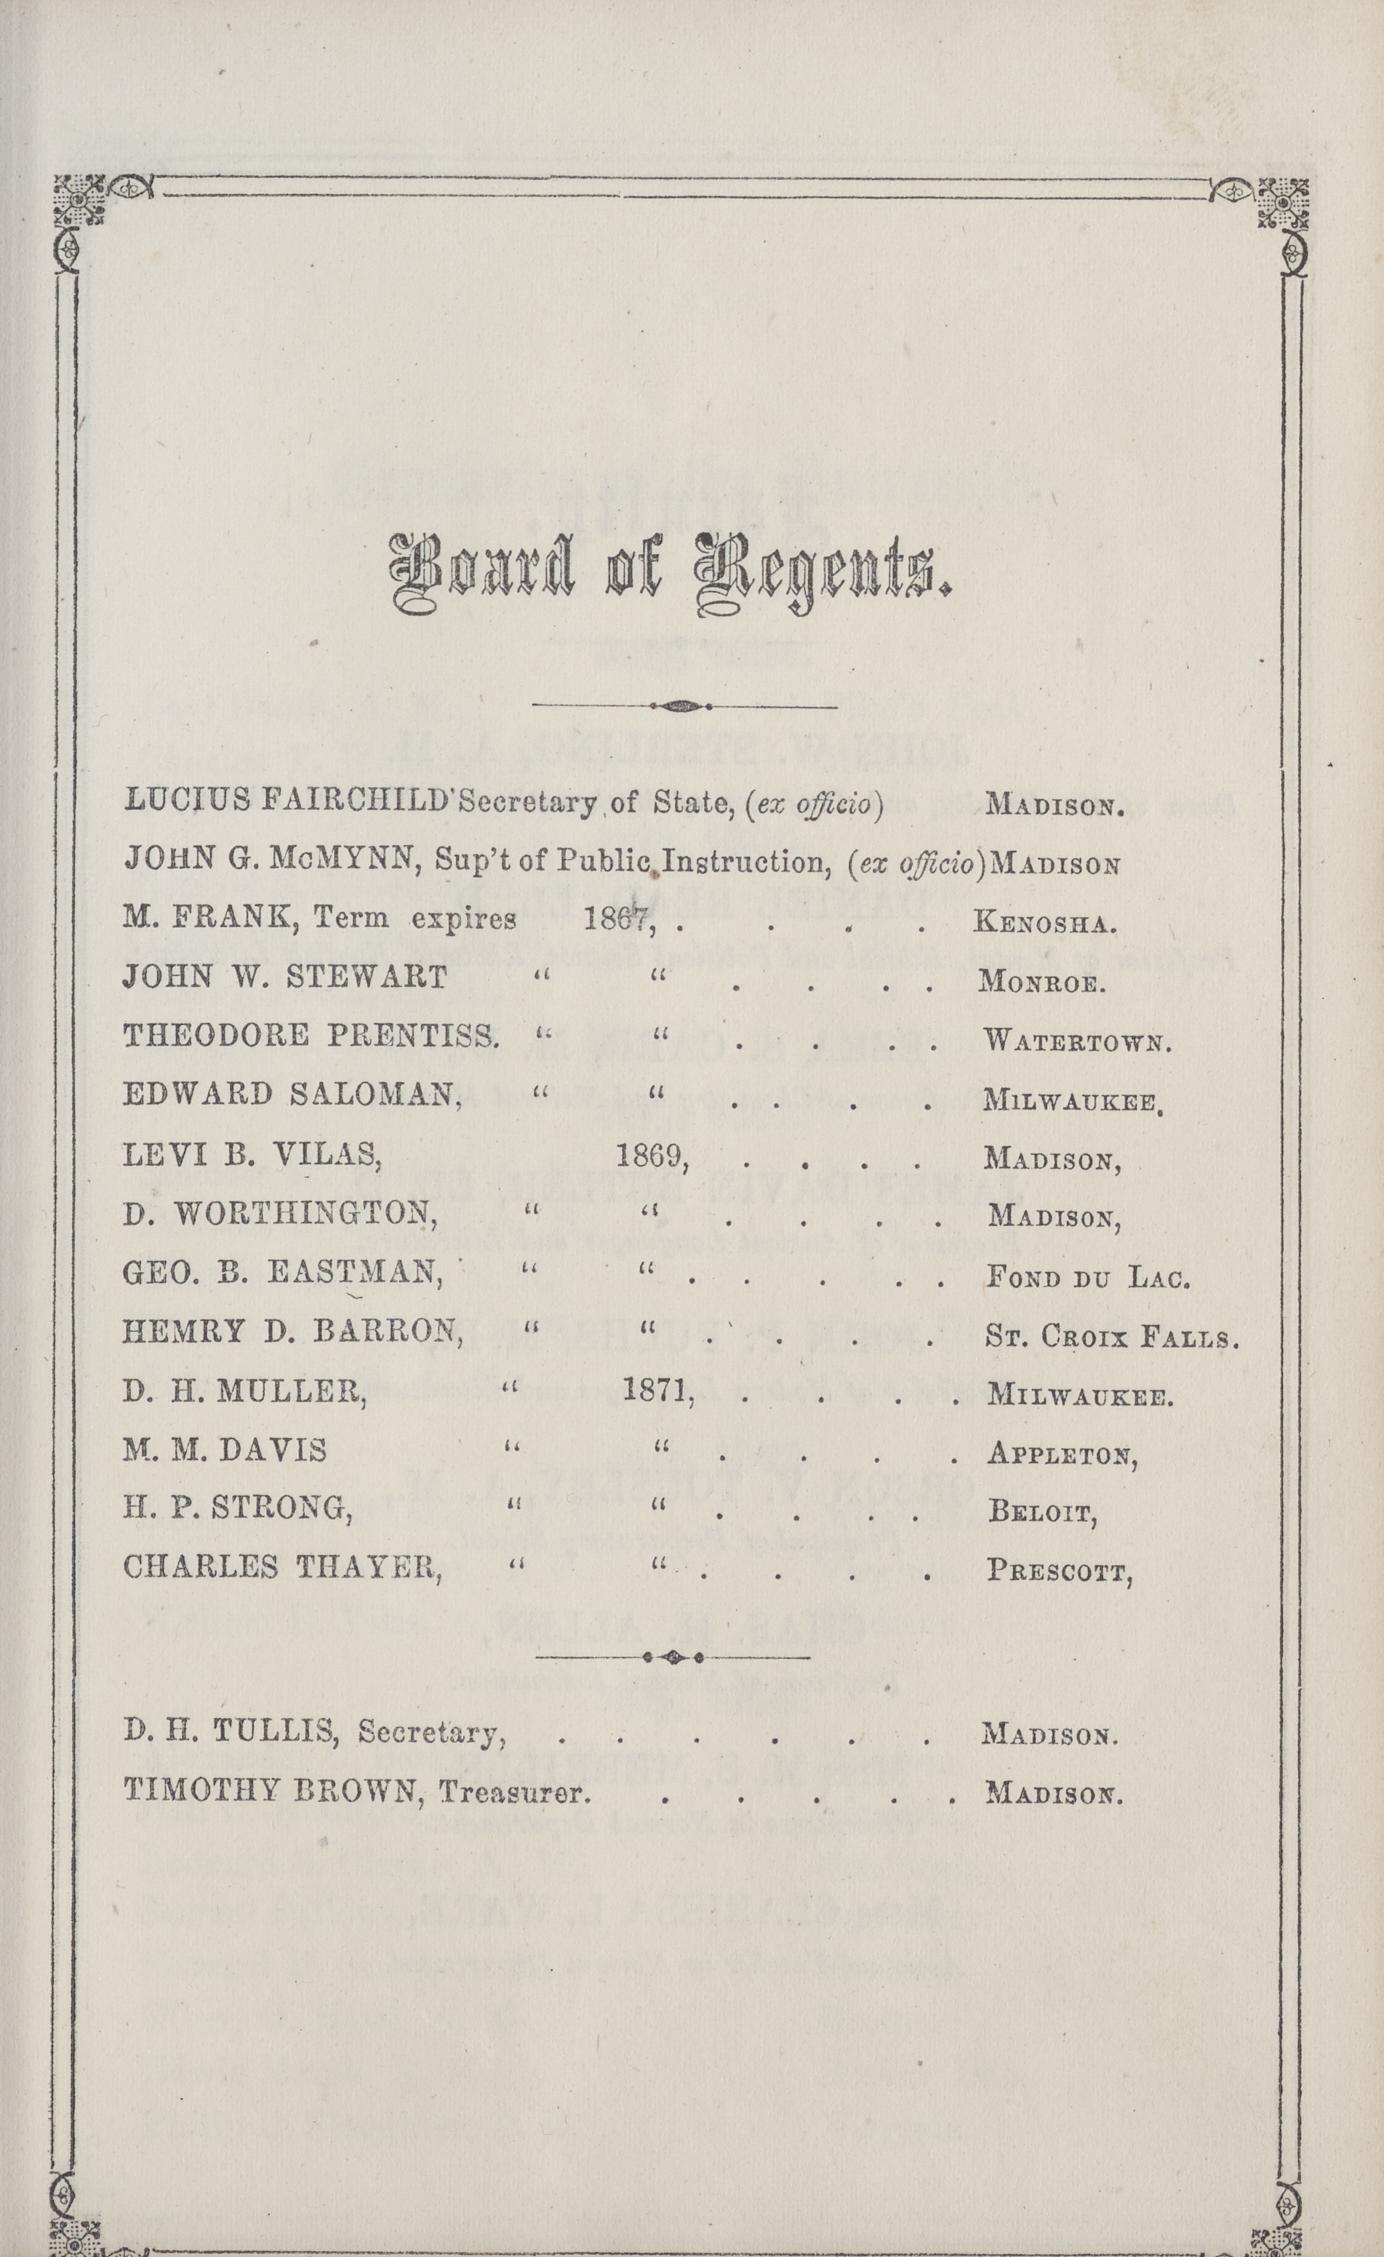 Board of Regents.
LUCIUS FAIRCHILD Secretary of State, (ex officio) MADISON.
JOHN G. McMYNN, Sup't of Public Instruction, (ex officio) MADISON
M. FRANK, Term expires 1867, . . . . KENOSHA.
JOHN W. STEWART " " . . . . MONROE.
THEODORE PRENTISS. " " . . . . WATERTOWN.
EDWARD SALOMAN, " " . . . . MILWAUKEE.
LEVI B. VILAS, 1869, . . . . MADISON,
D. WORTHINGTON, " " . . . . MADISON,
GEO. B. EASTMAN, " " . . . . . FOND DU LAC.
HEMRY D. BARRON, " " . . . . ST. CROIX FALLS.
D. H. MULLER, " 1871, . . . . MILWAUKEE.
M. M. DAVIS " " . . . . APPLETON,
H. P. STRONG, " " . . . . BELOIT,
CHARLES THAYER, " " . . . . PRESCOTT,
D. H. TULLIS, Secretary, . . . . . . MADISON.
TIMOTHY BROWN, Treasurer. . . . . . MADISON.